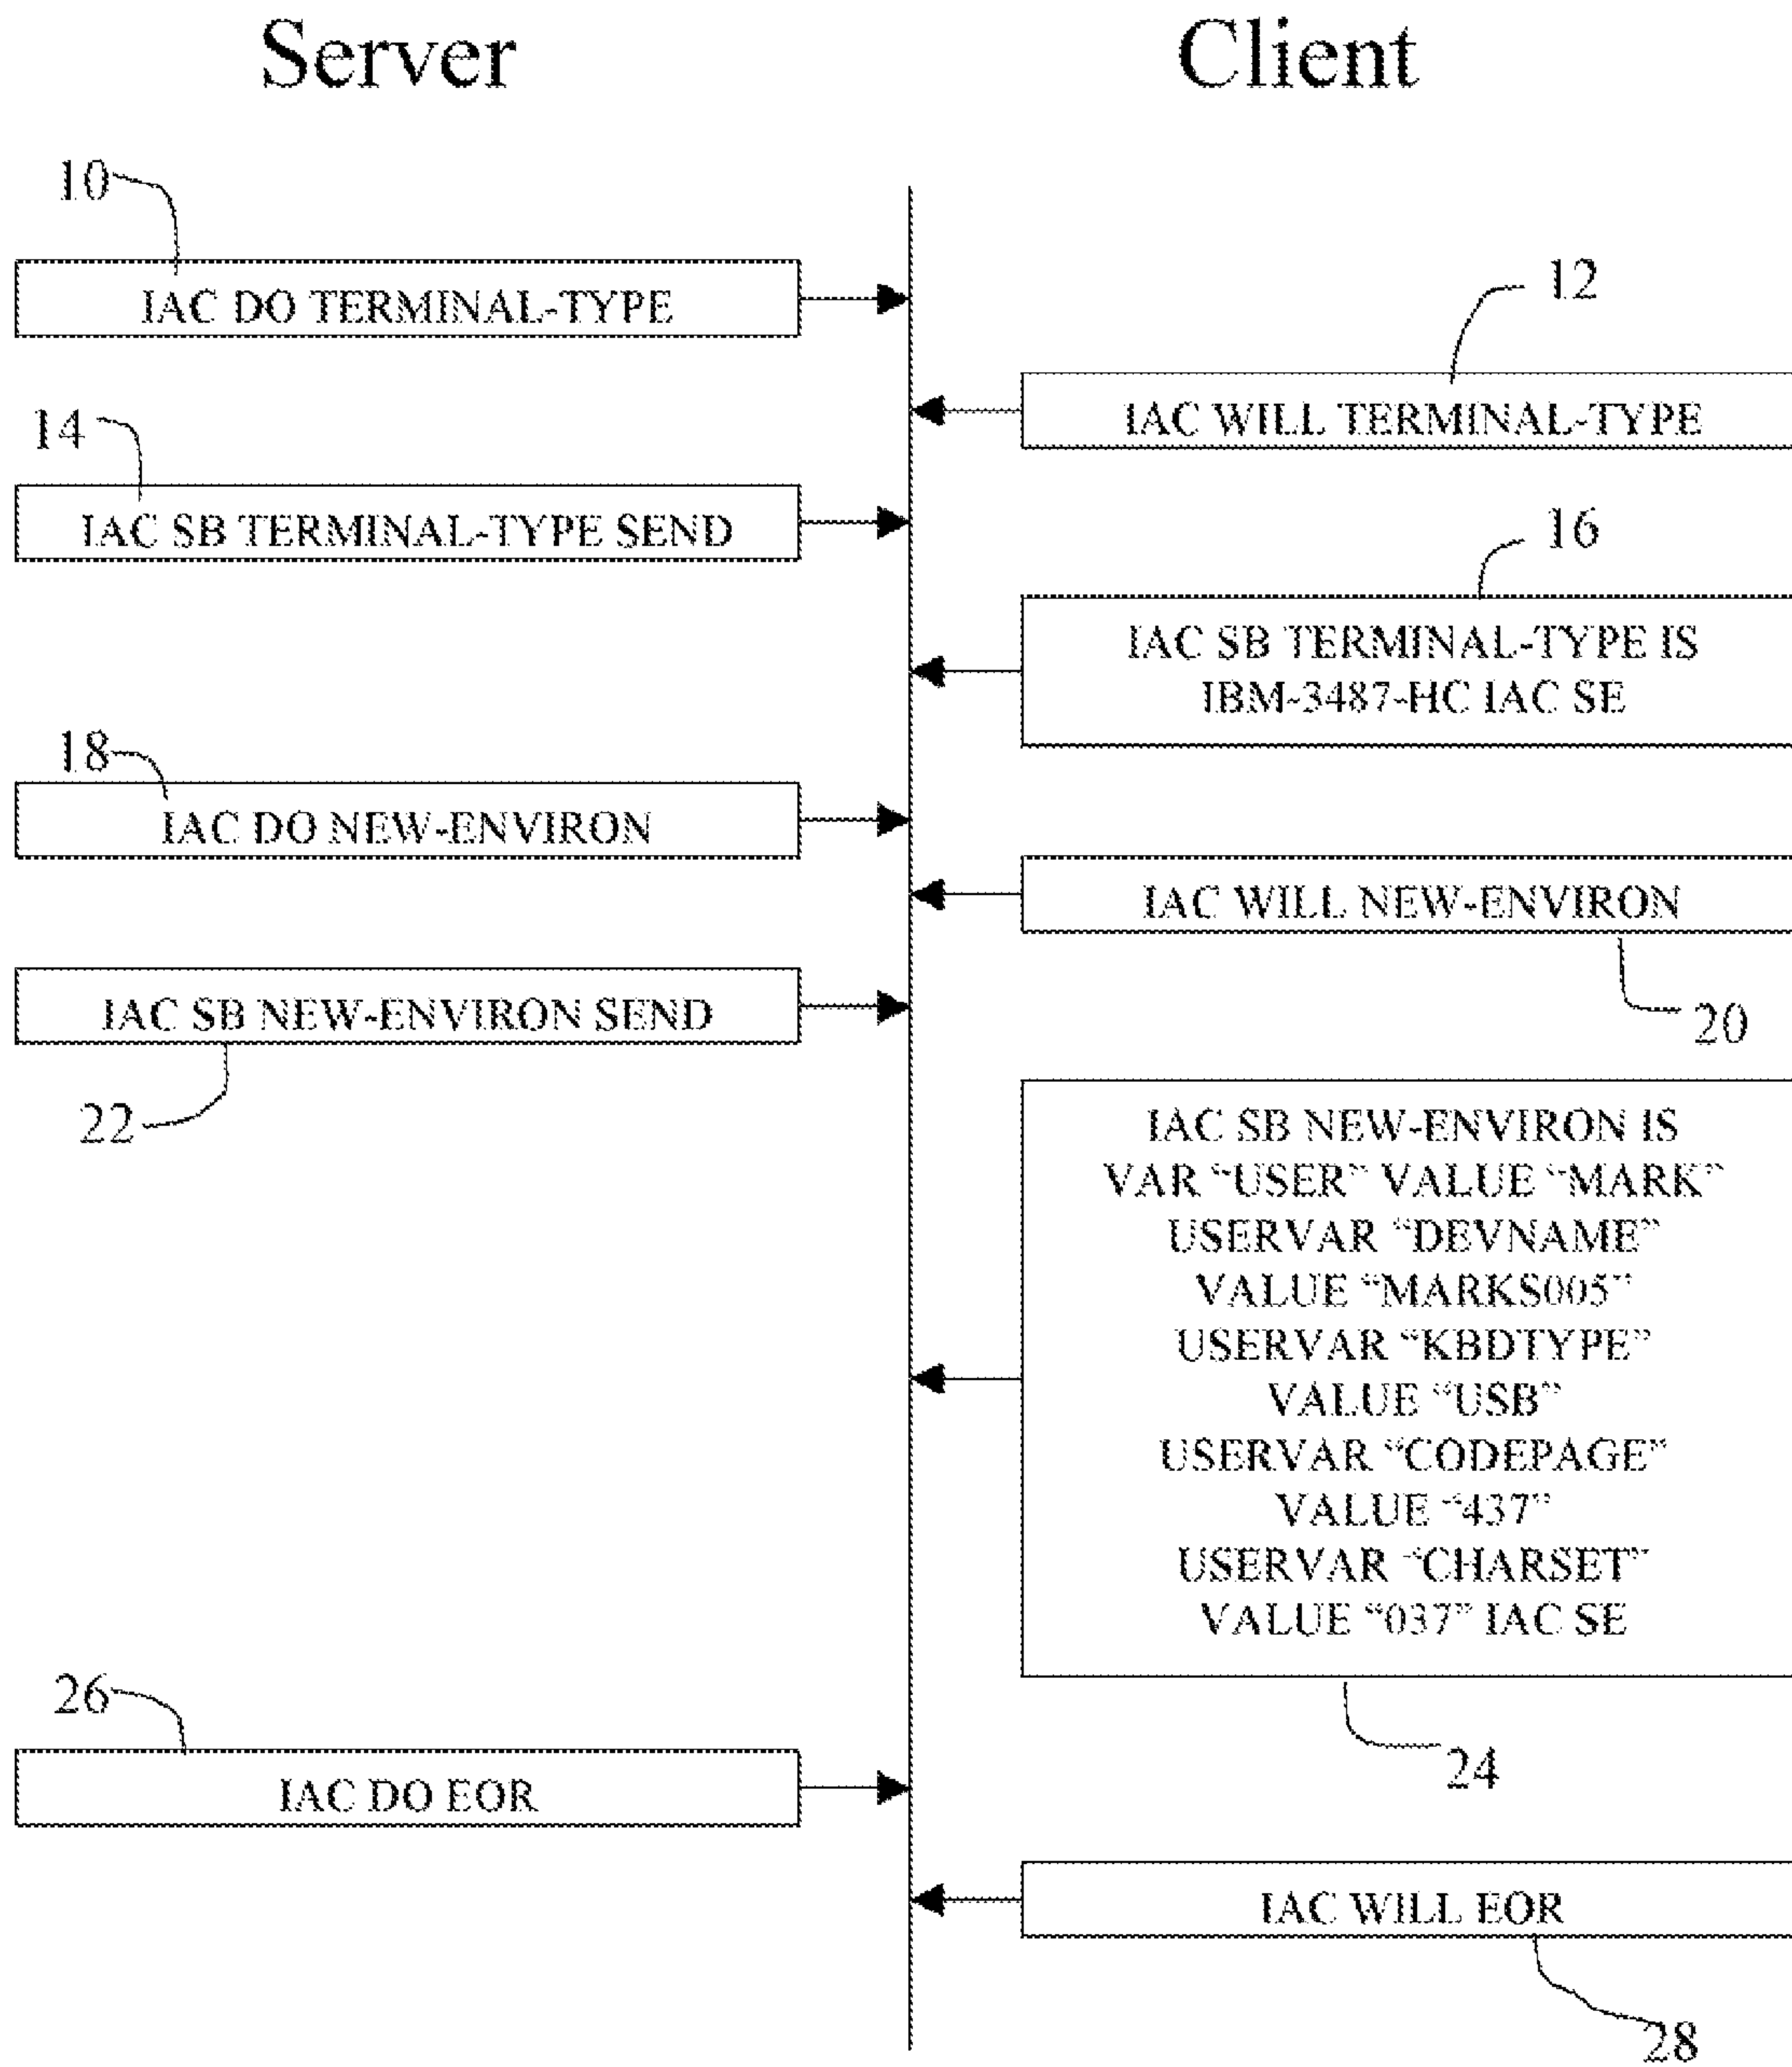 Server
Client
10
IAC DO TERMINAL-TYPE
12
IAC WILL TERMINAL-TYPE
14
IAC SB TERMINAL-TYPE SEND
16
IAC SB TERMINAL-TYPE IS
IBM-3487-HC IAC SE
18
IAC DO NEW-ENVIRON
IAC WILL NEW-ENVIRON
20
IAC SB NEW-ENVIRON SEND
22
IAC SB NEW-ENVIRON IS
VAR “USER” VALUE “MARK”
USERVAR “DEVNAME”
VALUE “MARKS005”
USERVAR “KBDTYPE”
VALUE “USB”
USERVAR “CODEPAGE”
VALUE “437”
USERVAR “CHARSET”
VALUE “037” IAC SE
24
26
IAC DO EOR
IAC WILL EOR
28